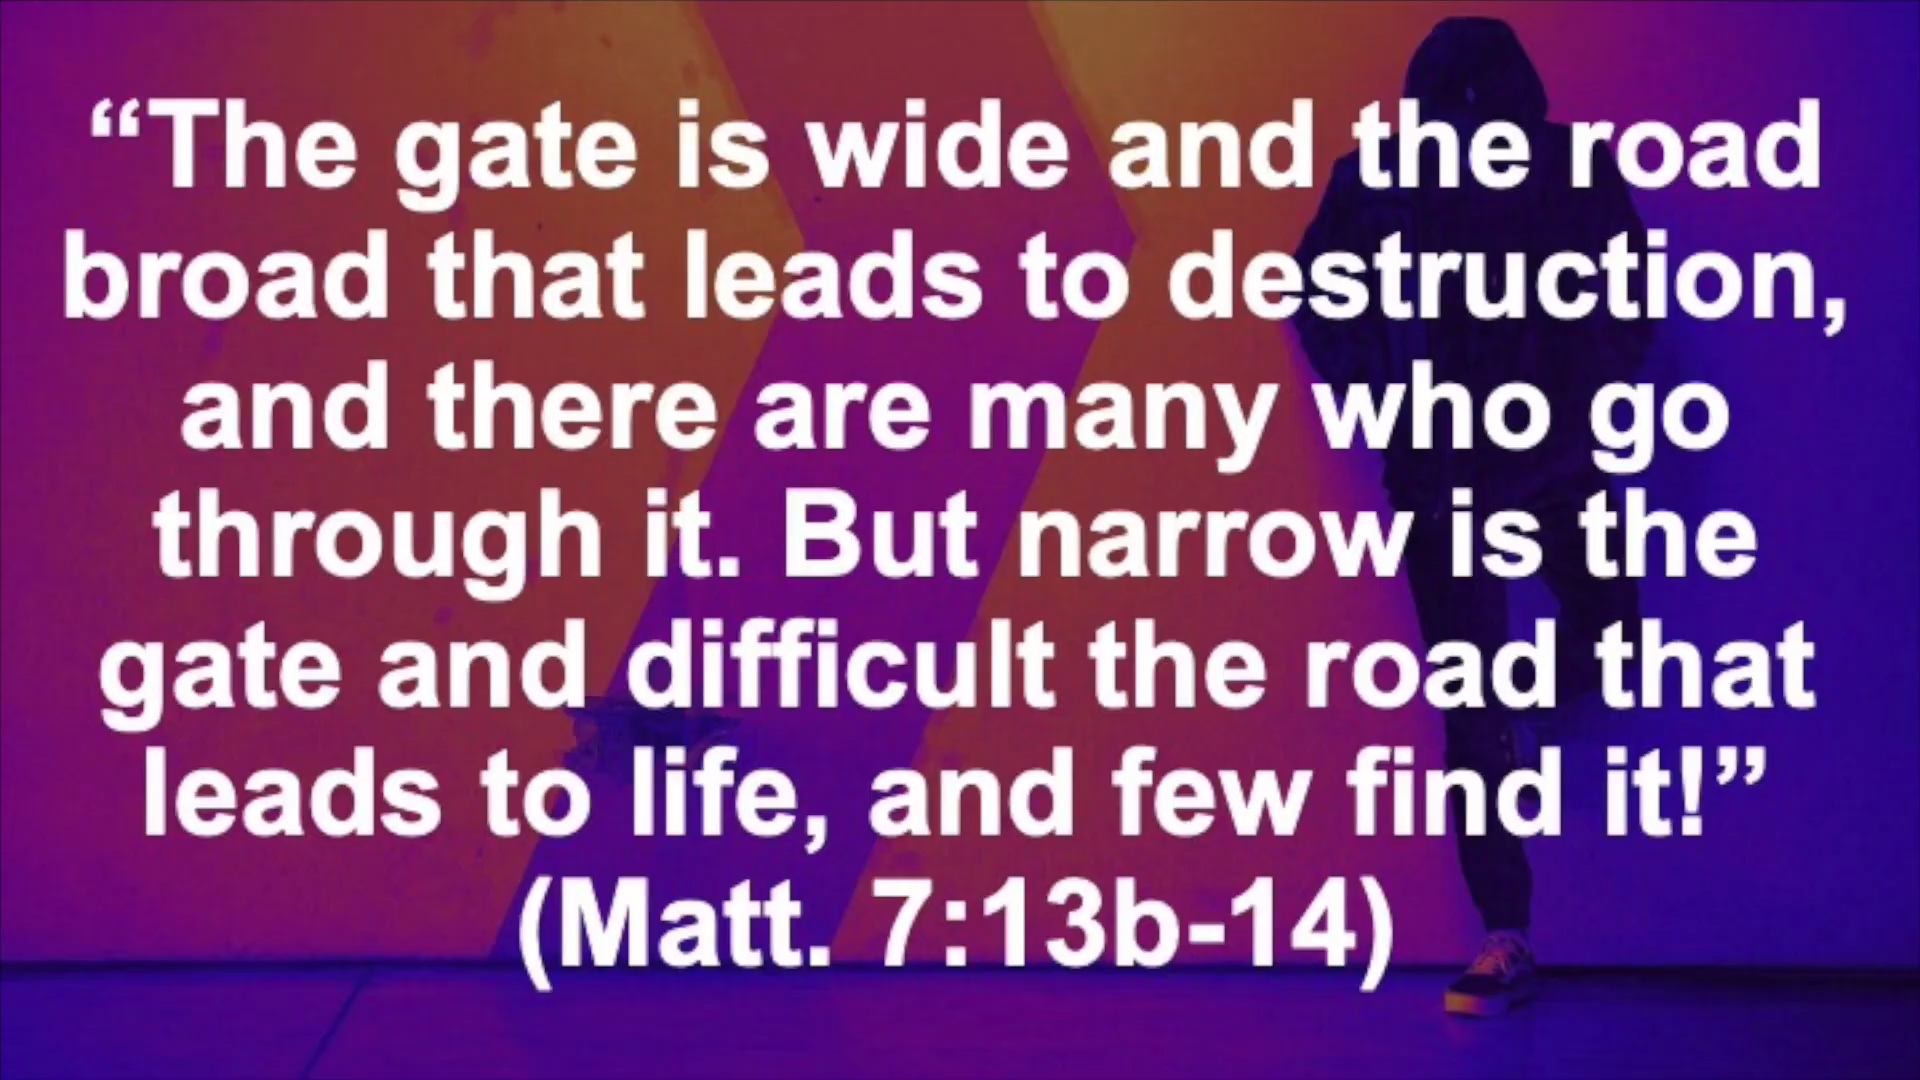 “The gate is wide and the road
broad that leads to destruction,
and there are many who go
through it. But narrow is the
gate and difficult the road that
leads to life, and few find it!”
(Matt. 7:13b-14)